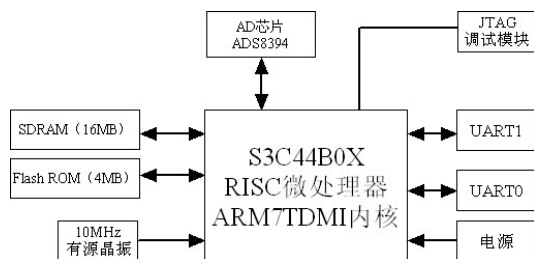 AD芯片
ADS8394
JTAG
调试模块
SDRAM（16MB）
Flash ROM（4MB）
10MHz
有源晶振
S3C44B0X
RISC微处理器
ARM7TDMI内核
UART1
UART0
电源